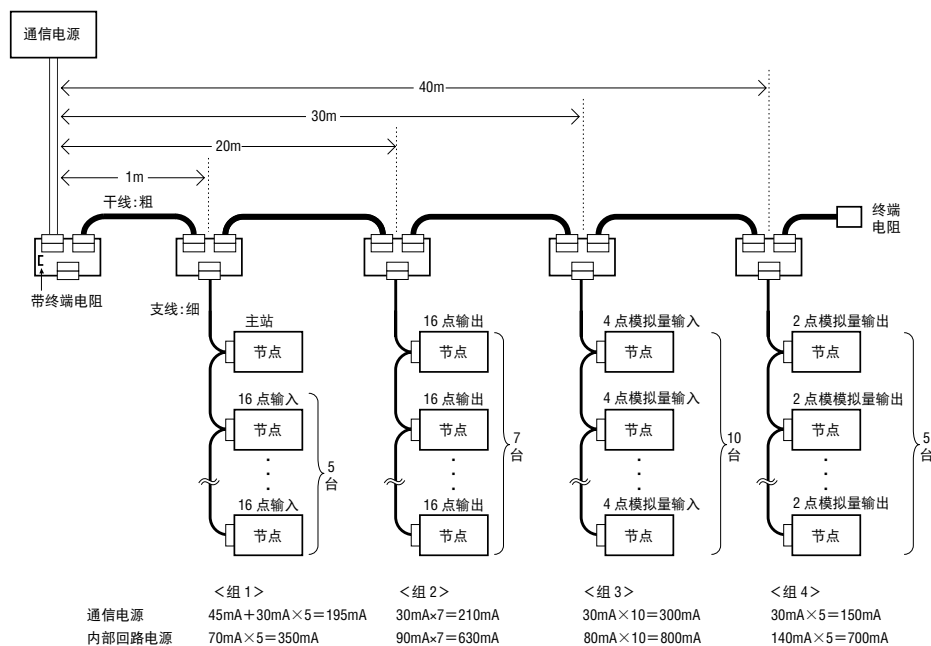 通信电源
40m
30m
20m
1m
干线:粗
终端
电阻
带终端电阻
支线:细
主站
16 点输出
4 点模拟量输入
2 点模拟量输出
节点
节点
节点
节点
16 点输入
16 点输出
4 点模拟量输入
2 点模模拟量输出
节点
节点
节点
节点
5
台
7
台
10
台
5
台
16 点输入
16 点输出
4 点模拟量输入
2 点模拟量输出
节点
节点
节点
节点
<组 1> <组 2> <组 3> <组 4>
通信电源 45mA+30mA×5=195mA 30mA×7=210mA 30mA×10=300mA 30mA×5=150mA
内部回路电源 70mA×5=350mA 90mA×7=630mA 80mA×10=800mA 140mA×5=700mA